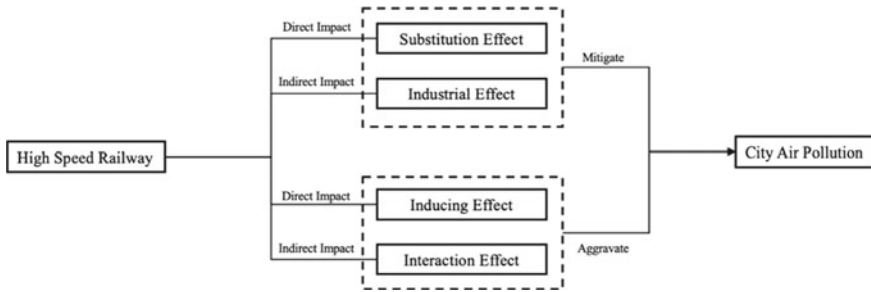 Direct Impact
Substitution Effect
Mitigate
Indirect Impact
Industrial Effect
High Speed Railway
City Air Pollution
Direct Impact
Inducing Effect
Aggravate
Indirect Impact
Interaction Effect